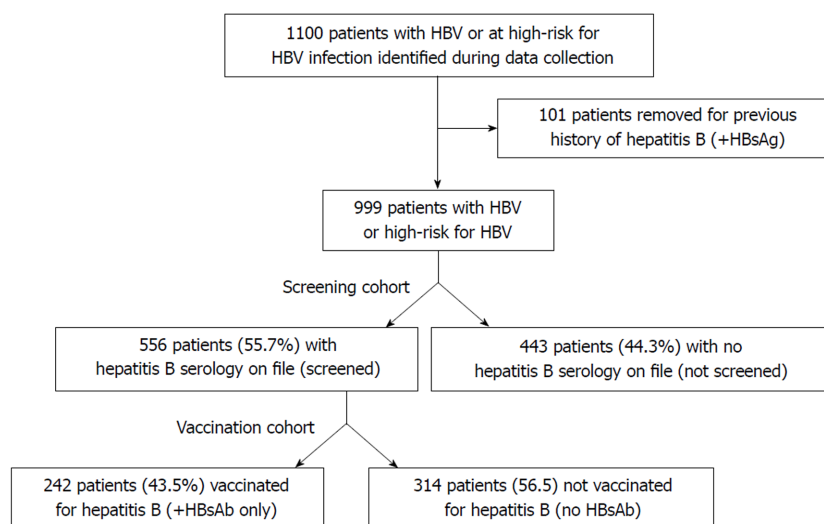 1100 patients with HBV or at high-risk for
HBV infection identified during data collection
101 patients removed for previous
history of hepatitis B (+HBsAg)
999 patients with HBV
or high-risk for HBV
Screening cohort
556 patients (55.7%) with
hepatitis B serology on file (screened)
443 patients (44.3%) with no
hepatitis B serology on file (not screened)
Vaccination cohort
242 patients (43.5%) vaccinated
for hepatitis B (+HBsAb only)
314 patients (56.5) not vaccinated
for hepatitis B (no HBsAb)